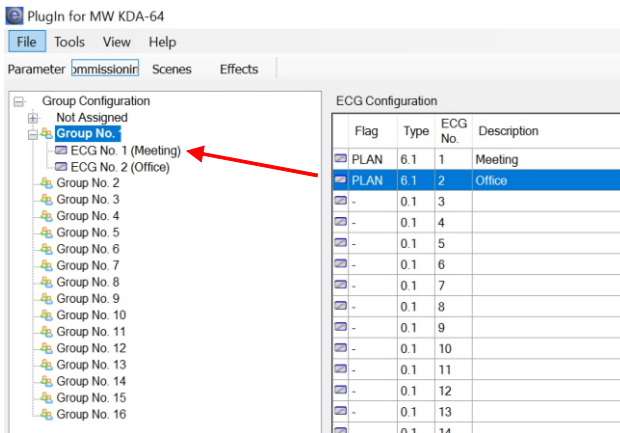 PlugIn for MW KDA-64
File Tools View Help
Parameter ommissionin Scenes Effects
Group Configuration
Not Assigned
Group No. 1
ECG No. 1 (Meeting)
ECG No. 2 (Office)
Group No. 2
Group No. 3
Group No. 4
Group No. 5
Group No. 6
Group No. 7
Group No. 8
Group No. 9
Group No. 10
Group No. 11
Group No. 12
Group No. 13
Group No. 14
Group No. 15
Group No. 16
ECG Configuration
Flag Type ECG No. Description
PLAN 6.1 1 Meeting
PLAN 6.1 2 Office
- 0.1 3
- 0.1 4
- 0.1 5
- 0.1 6
- 0.1 7
- 0.1 8
- 0.1 9
- 0.1 10
- 0.1 11
- 0.1 12
- 0.1 13
0.1 14